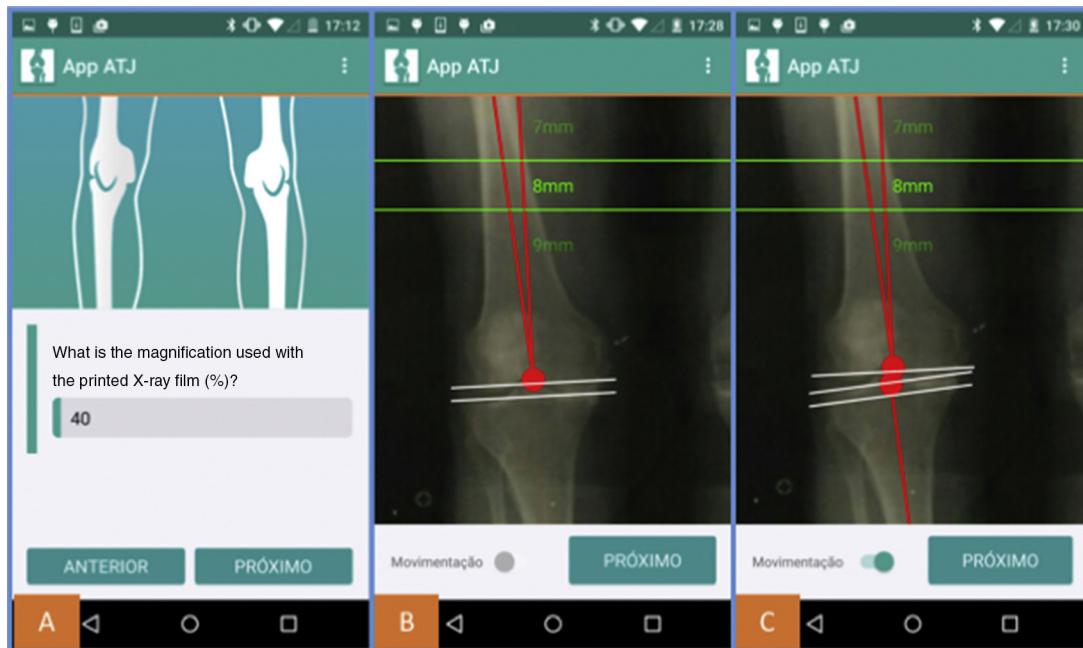 17:12
App ATJ
What is the magnification used with
the printed X-ray film (%)?
40
ANTERIOR PRÓXIMO
A
17:28
App ATJ
7mm
8mm
9mm
Movimentação PRÓXIMO
B
17:30
App ATJ
7mm
8mm
9mm
Movimentação PRÓXIMO
C